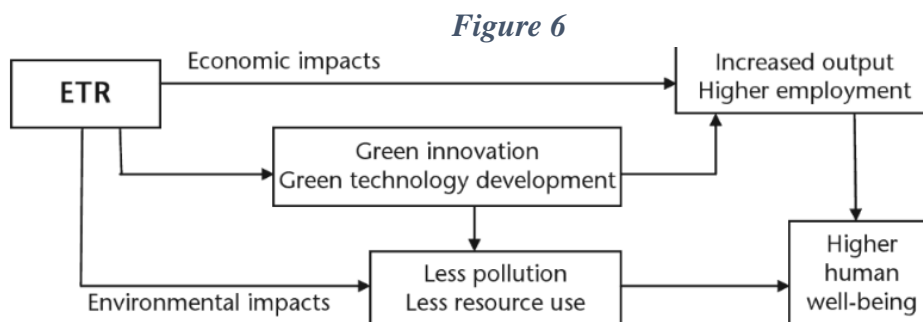 Figure 6
Economic impacts
ETR
Increased output
Higher employment
Green innovation
Green technology development
Less pollution
Less resource use
Environmental impacts
Higher
human
well-being